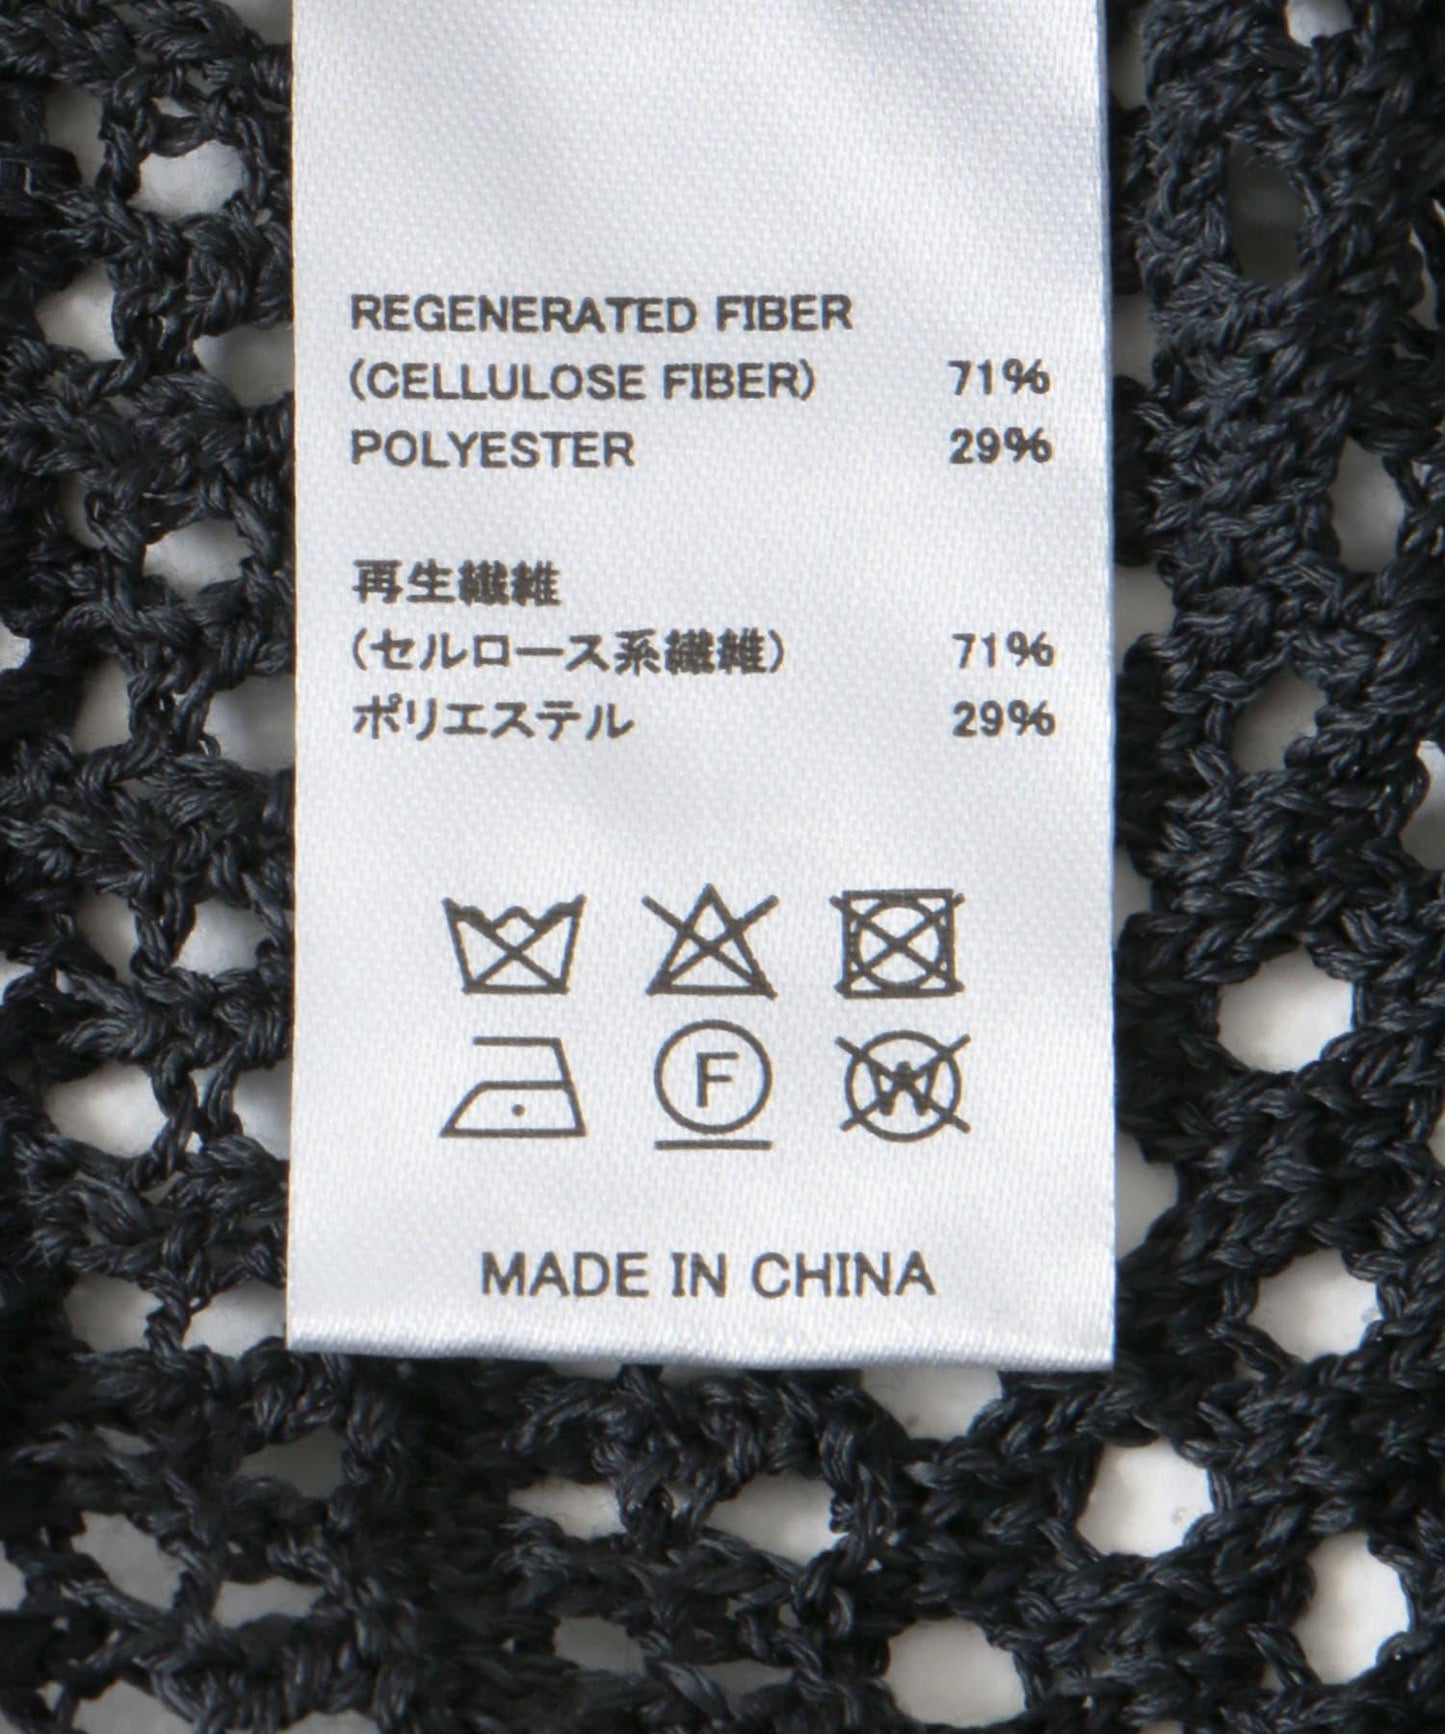 REGENERATED FIBER
(CELLULOSE FIBER) 71%
POLYESTER 29%
再生繊維
(セルロース系繊維) 71%
ポリエステル 29%
F
W
MADE IN CHINA